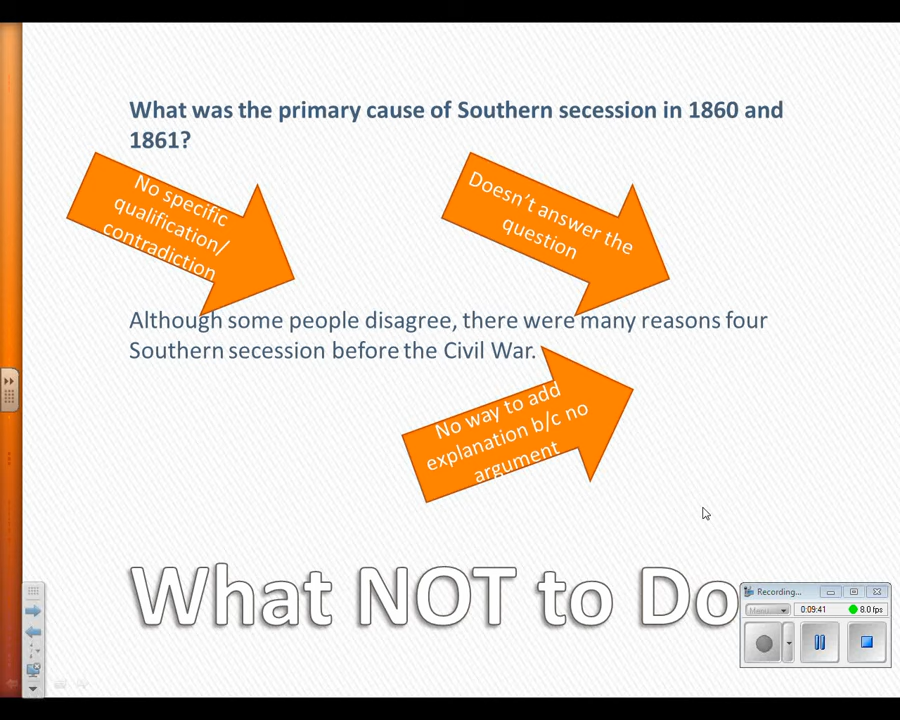 What was the primary cause of Southern secession in 1860 and
1861?
No specific
qualification/
contradiction
Doesn't answer the
question
Although some people disagree, there were many reasons four
Southern secession before the Civil War.
No way to add
explanation b/c no
argument
What NOT to Do
Recording...
Menu
0:09:41
8.0 fps